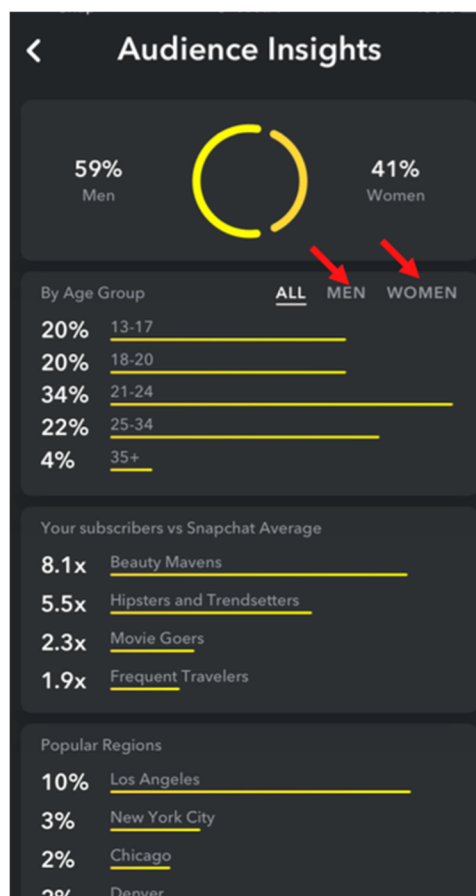 Audience Insights
59% 41%
Men Women
By Age Group ALL MEN WOMEN
20% 13-17
20% 18-20
34% 21-24
22% 25-34
4% 35+
Your subscribers vs Snapchat Average
8.1x Beauty Mavens
5.5x Hipsters and Trendsetters
2.3x Movie Goers
1.9x Frequent Travelers
Popular Regions
10% Los Angeles
3% New York City
2% Chicago
2% Denver